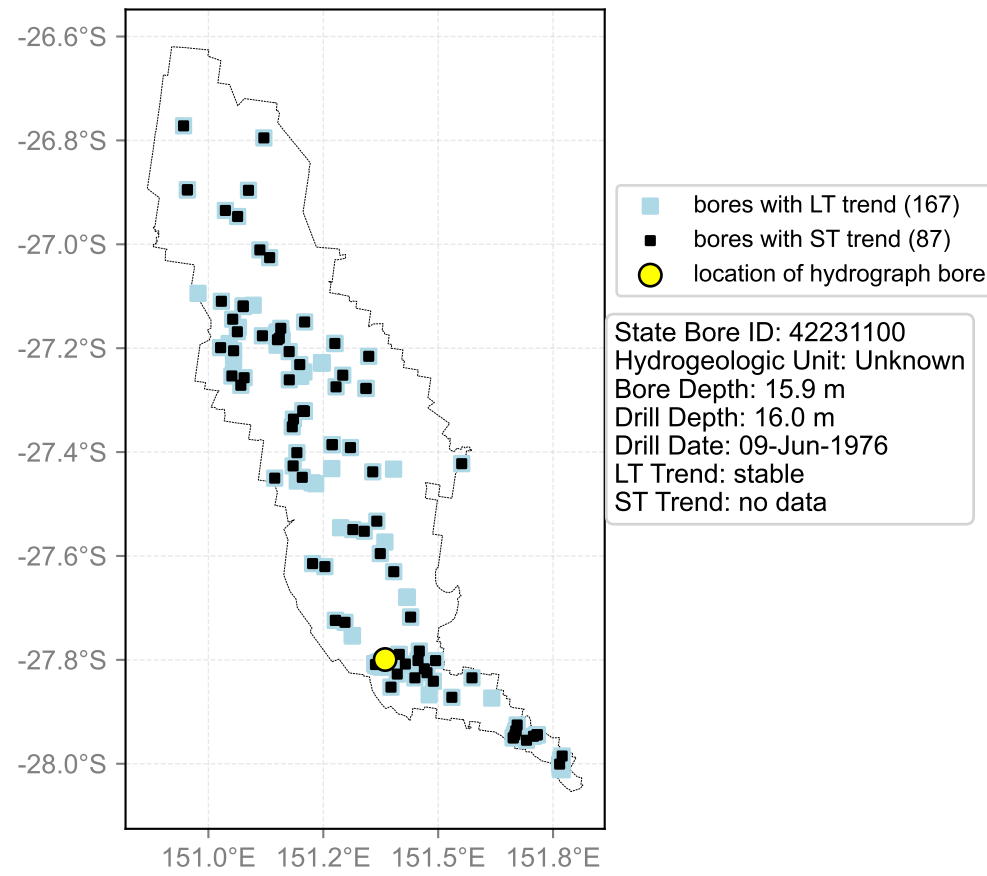 -26.6°S
-26.8°S
-27.0°S
-27.2°S
-27.4°S
-27.6°S
-27.8°S
-28.0°S
151.0°E
151.2°E
151.5°E
151.8°E
bores with LT trend (167)
bores with ST trend (87)
location of hydrograph bore
State Bore ID: 42231100
Hydrogeologic Unit: Unknown
Bore Depth: 15.9 m
Drill Depth: 16.0 m
Drill Date: 09-Jun-1976
LT Trend: stable
ST Trend: no data